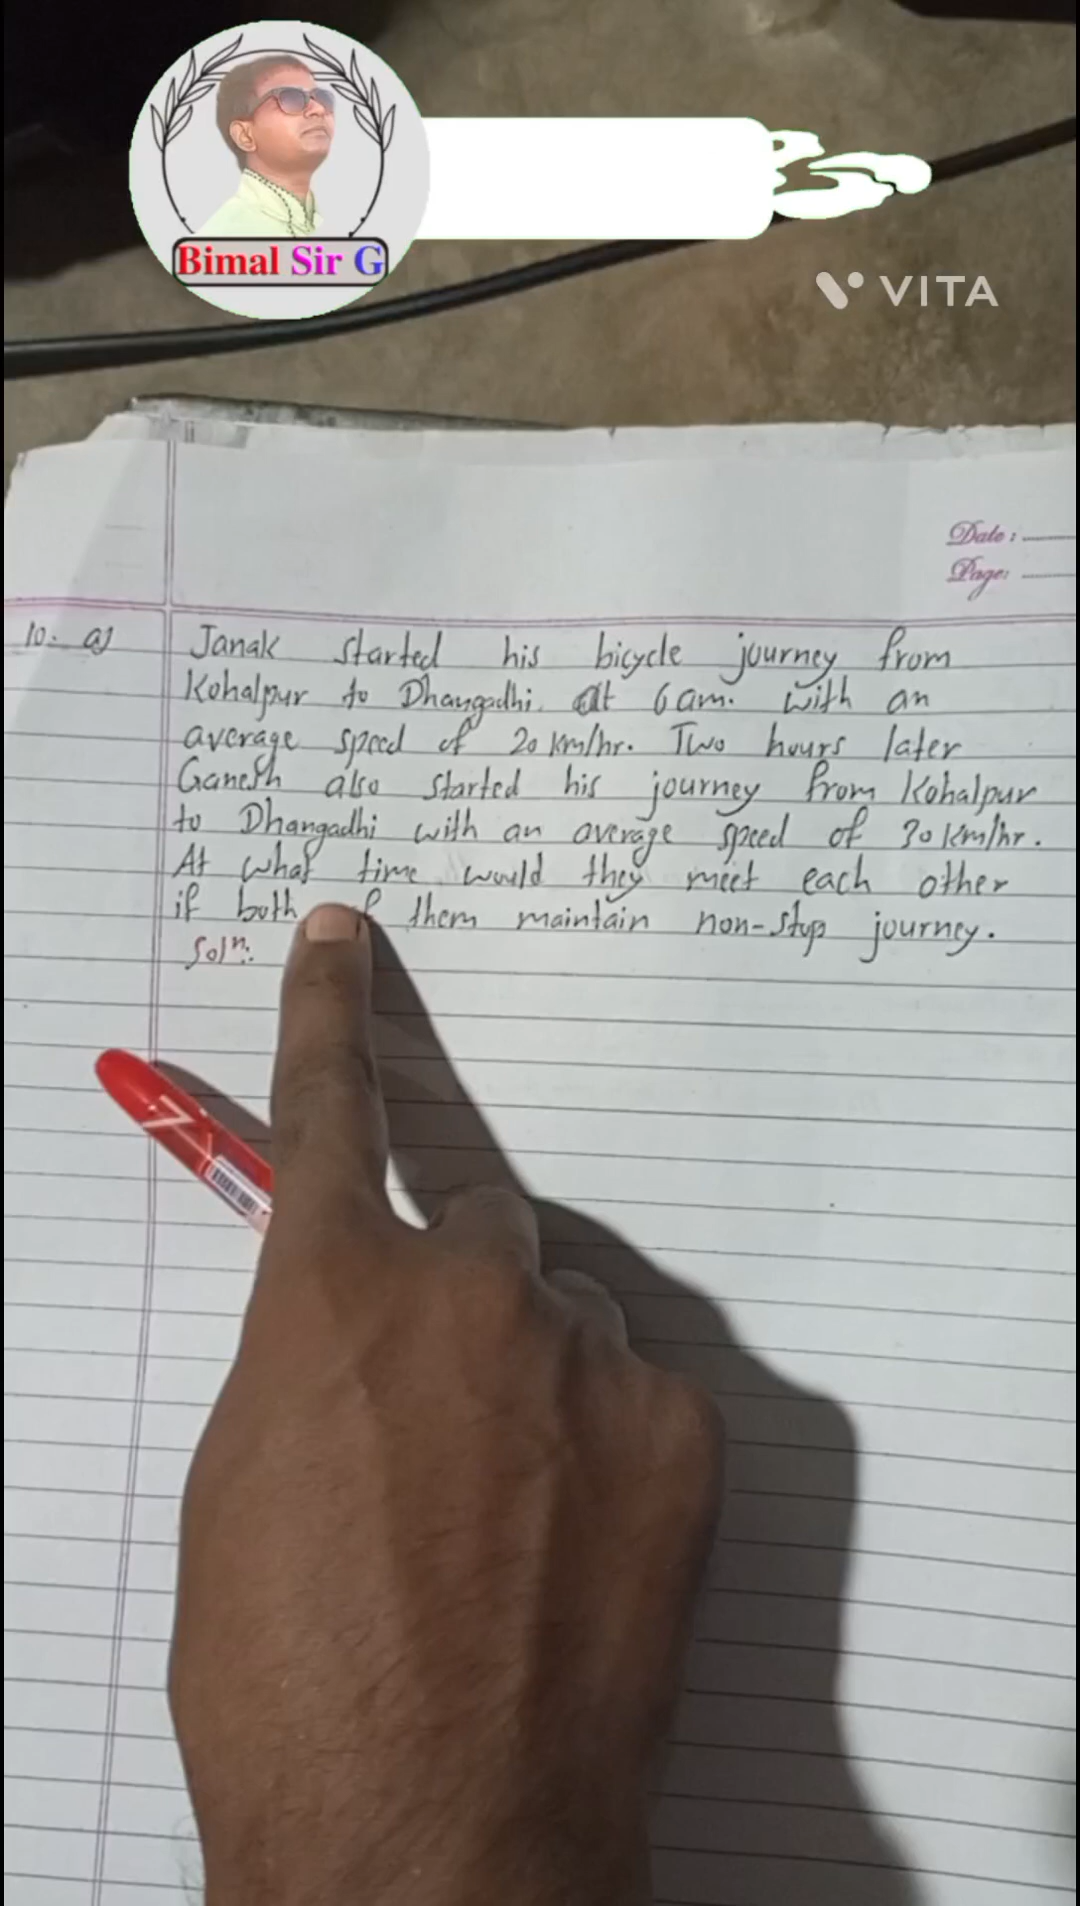 Bimal Sir G
VITA
Date:
Page:
10. a) Janak started his bicycle journey from
Kohalpur to Dhangadhi at 6 am. with an
average speed of 20 km/hr. Two hours later
Ganesh also started his journey from Kohalpur
to Dhangadhi with an average speed of 30 km/hr.
At what time would they meet each other
if both of them maintain non-stop journey.
Solⁿ: